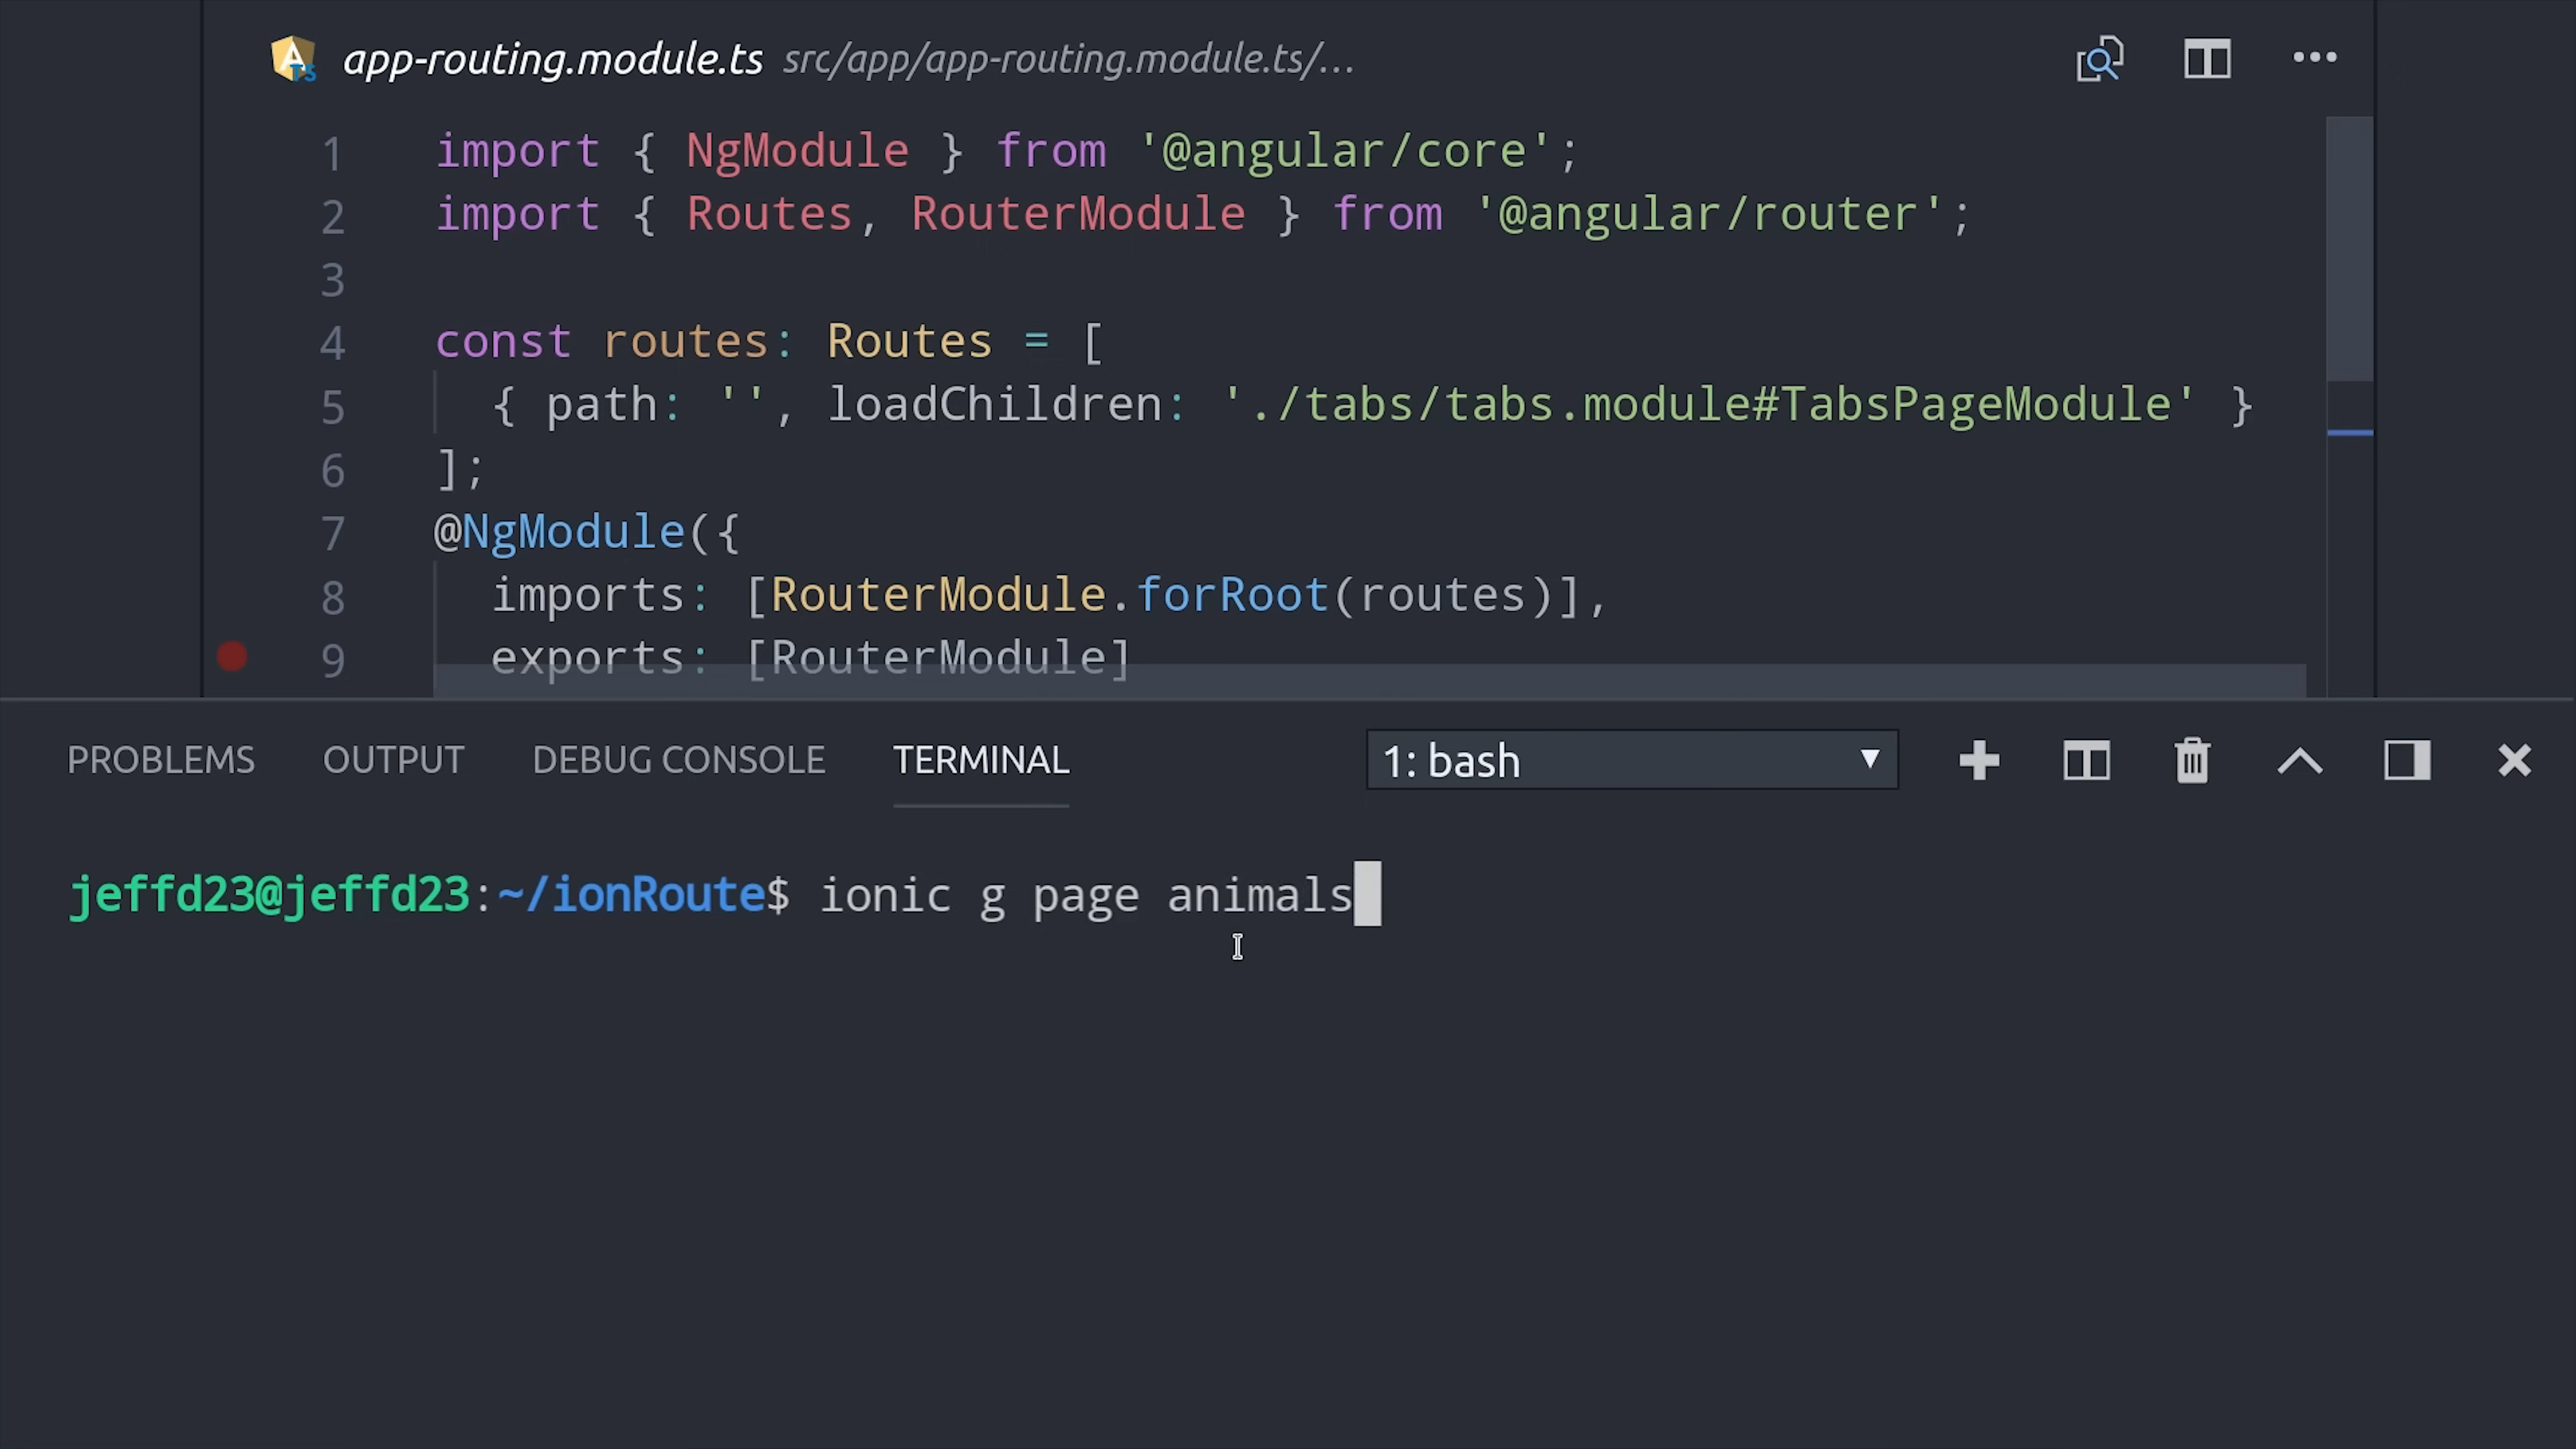 app-routing.module.ts src/app/app-routing.module.ts/...
1 import { NgModule } from '@angular/core';
2 import { Routes, RouterModule } from '@angular/router';
3
4 const routes: Routes = [
5 { path: '', loadChildren: './tabs/tabs.module#TabsPageModule' }
6 ];
7 @NgModule({
8 imports: [RouterModule.forRoot(routes)],
9 exports: [RouterModule]
PROBLEMS OUTPUT DEBUG CONSOLE TERMINAL 1: bash
jeffd23@jeffd23:~/ionRoute$ ionic g page animals